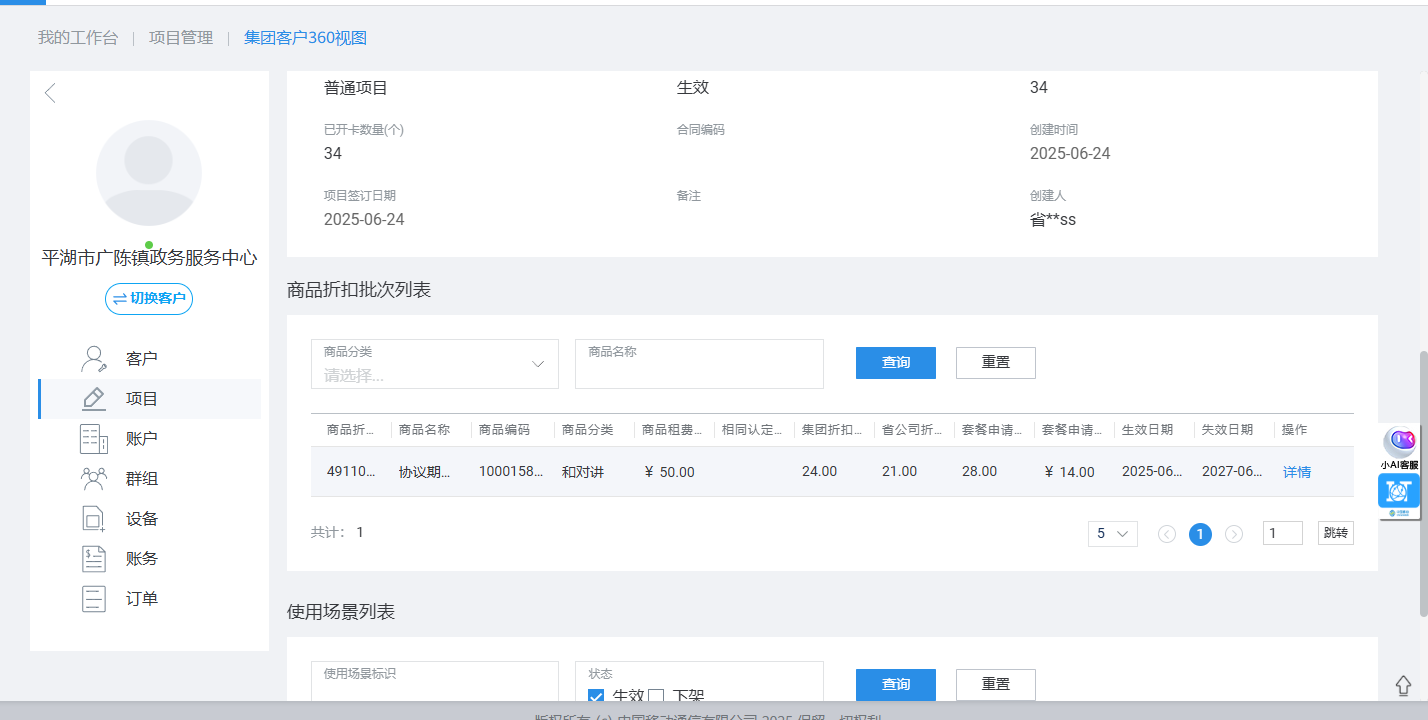 我的工作台 | 项目管理 | 集团客户360视图
平湖市广陈镇政务服务中心
切换客户
客户
项目
账户
群组
设备
账务
订单
普通项目 生效 34
已开卡数量(个) 合同编码 创建时间
34 2025-06-24
项目签订日期 备注 创建人
2025-06-24 省**ss
商品折扣批次列表
商品分类 商品名称
请选择... 查询 重置
商品折... 商品名称 商品编码 商品分类 商品租费... 相同认定... 集团折扣... 省公司折... 套餐申请... 套餐申请... 生效日期 失效日期 操作
49110... 协议期... 1000158... 和对讲 ¥ 50.00 24.00 21.00 28.00 ¥ 14.00 2025-06... 2027-06... 详情
共计： 1 5 1 1 跳转
小AI客服
使用场景列表
使用场景标识 状态
生效 下架 查询 重置
版权所有 (c) 中国移动通信有限公司 2025 保留一切权利